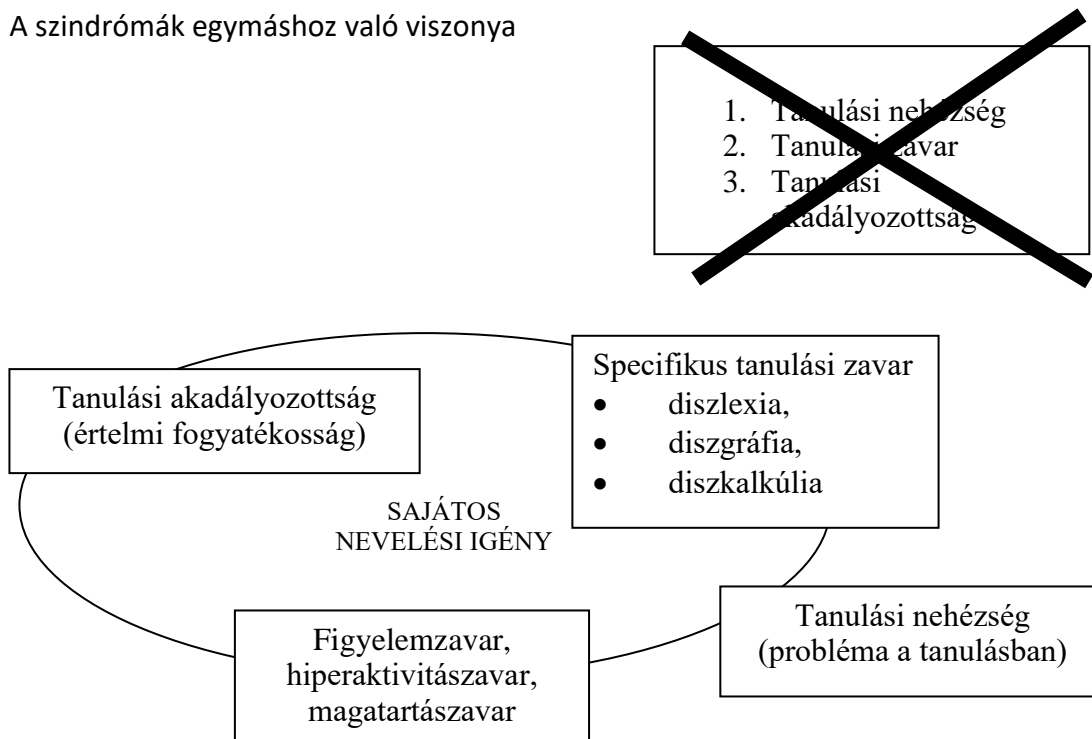 A szindrómák egymáshoz való viszonya
1. Tanulási nehézség
2. Tanulási zavar
3. Tanulási
akadályozottság
Specifikus tanulási zavar
• diszlexia,
• diszgráfia,
• diszkalkúlia
Tanulási akadályozottság
(értelmi fogyatékosság)
SAJÁTOS
NEVELÉSI IGÉNY
Tanulási nehézség
(probléma a tanulásban)
Figyelemzavar,
hiperaktivitászavar,
magatartászavar